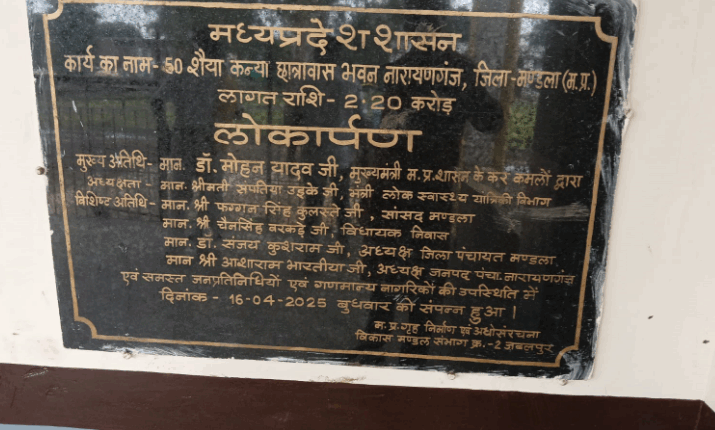 मध्यप्रदेश शासन
कार्य का नाम- 50 शैया कन्या छात्रावास भवन नारायणगंज, जिला-मण्डला (म.प्र.)
लागत राशि- 2.20 करोड़
लोकार्पण
मुख्य अतिथि- मान. डॉ. मोहन यादव जी, मुख्यमंत्री म.प्र.शासन के कर कमलों द्वारा
अध्यक्षता - मान. श्रीमती संपतिया उइके जी, मंत्री लोक स्वास्थ्य यांत्रिकी विभाग
विशिष्ट अतिथि- मान. श्री फग्गन सिंह कुलस्ते जी, सांसद मण्डला
मान. श्री चैनसिंह वरकडे जी, विधायक निवास
मान. डा. संजय कुशराम जी, अध्यक्ष जिला पंचायत मण्डला
मान श्री आशाराम भारतीया जी, अध्यक्ष जनपद पंचा. नारायणगंज
एवं समस्त जनप्रतिनिधियों एवं गणमान्य नागरिकों की उपस्थिति में
दिनांक - 16-04-2025 बुधवार को संपन्न हुआ।
म.प्र.गृह निर्माण एवं अधोसंरचना
विकास मण्डल संभाग क्र.-2 जबलपुर